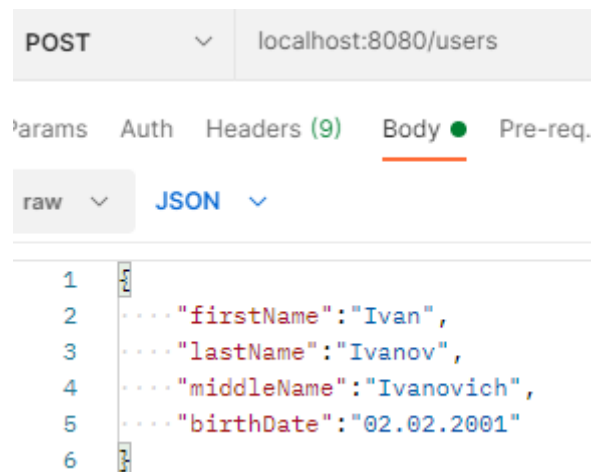 POST localhost:8080/users
Params Auth Headers (9) Body Pre-req.
raw JSON
1 {
2 "firstName":"Ivan",
3 "lastName":"Ivanov",
4 "middleName":"Ivanovich",
5 "birthDate":"02.02.2001"
6 }